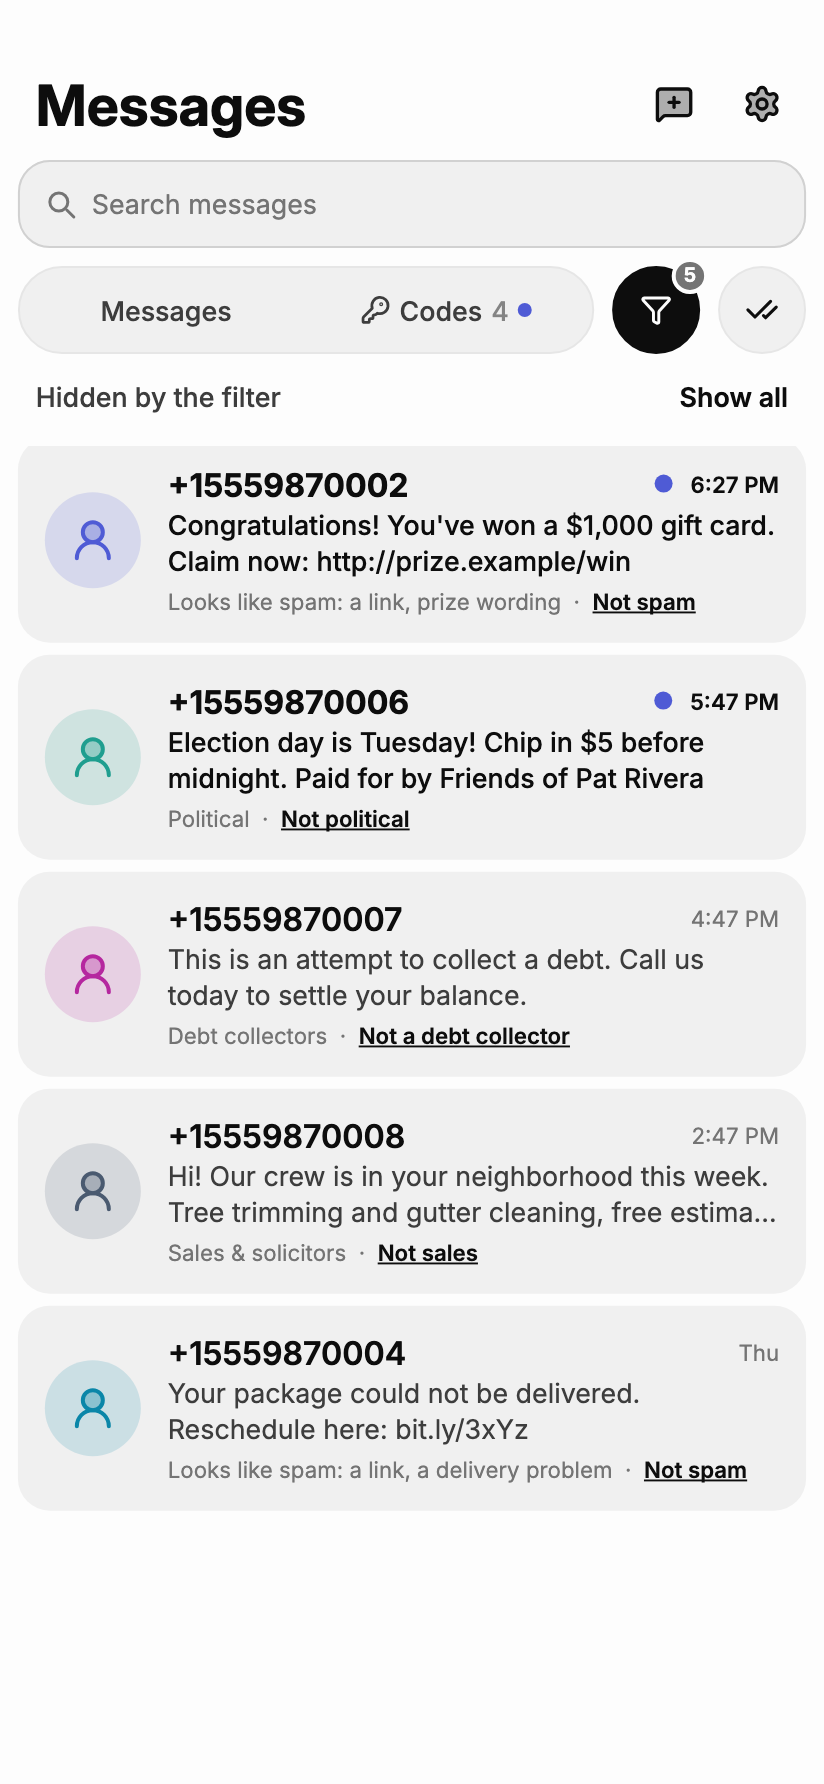 Messages
Search messages
Messages
Codes 4
5
Hidden by the filter
Show all
+15559870002
6:27 PM
Congratulations! You've won a $1,000 gift card.
Claim now: http://prize.example/win
Looks like spam: a link, prize wording · Not spam
+15559870006
5:47 PM
Election day is Tuesday! Chip in $5 before
midnight. Paid for by Friends of Pat Rivera
Political · Not political
+15559870007
4:47 PM
This is an attempt to collect a debt. Call us
today to settle your balance.
Debt collectors · Not a debt collector
+15559870008
2:47 PM
Hi! Our crew is in your neighborhood this week.
Tree trimming and gutter cleaning, free estima...
Sales & solicitors · Not sales
+15559870004
Thu
Your package could not be delivered.
Reschedule here: bit.ly/3xYz
Looks like spam: a link, a delivery problem · Not spam